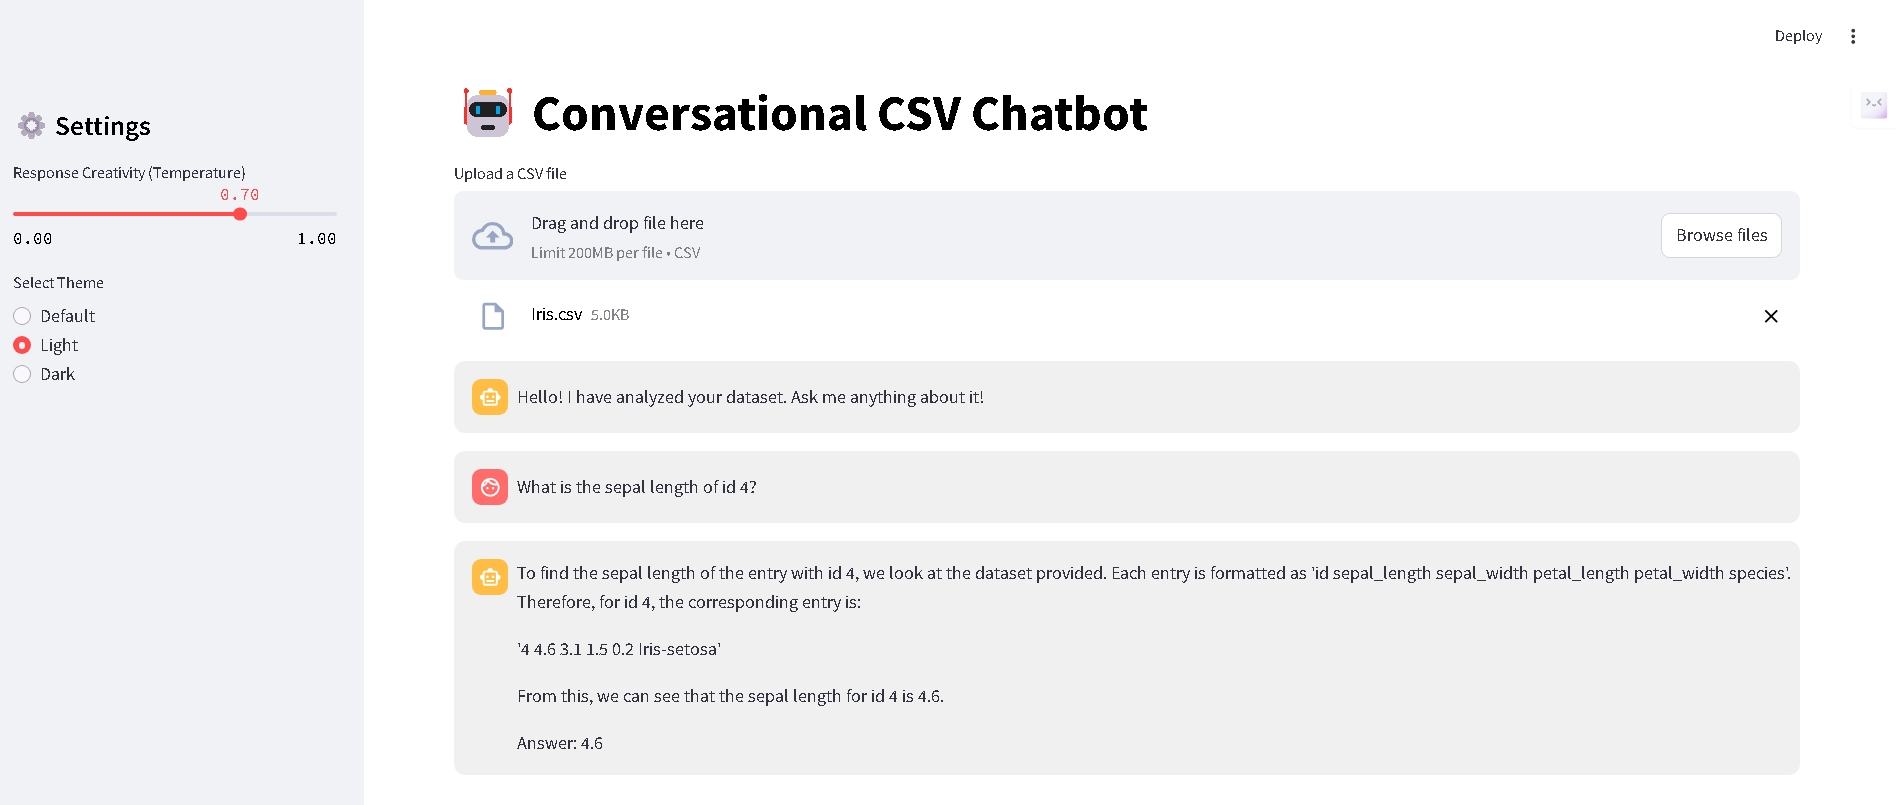 Deploy
Settings
Response Creativity (Temperature)
0.70
0.00 1.00
Select Theme
Default
Light
Dark
Conversational CSV Chatbot
Upload a CSV file
Drag and drop file here
Limit 200MB per file • CSV
Browse files
Iris.csv 5.0KB
Hello! I have analyzed your dataset. Ask me anything about it!
What is the sepal length of id 4?
To find the sepal length of the entry with id 4, we look at the dataset provided. Each entry is formatted as 'id sepal_length sepal_width petal_length petal_width species'.
Therefore, for id 4, the corresponding entry is:
'4 4.6 3.1 1.5 0.2 Iris-setosa'
From this, we can see that the sepal length for id 4 is 4.6.
Answer: 4.6